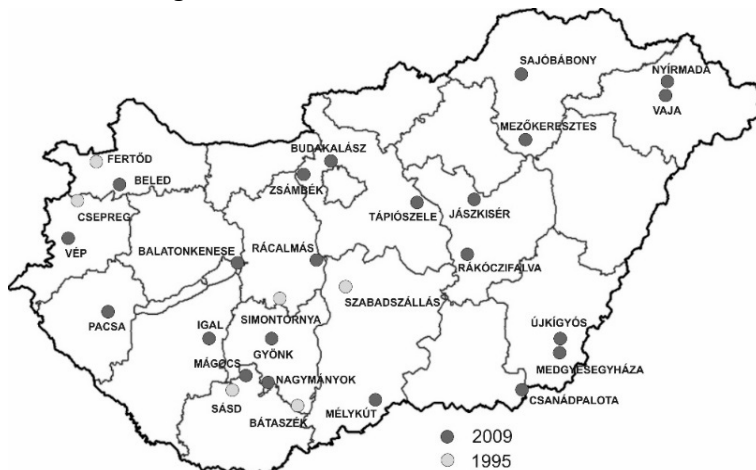 SAJÓBÁBONY
NYÍRMADA
VAJA
MEZŐKERESZTES
BUDAKALÁSZ
FERTŐD
BELED
ZSÁMBÉK
CSEPREG
TÁPIÓSZELE
JÁSZKISÉR
VÉP
BALATONKENESE
RÁCALMÁS
RÁKÓCZIFALVA
SZABADSZÁLLÁS
PACSA
IGAL
SIMONTORNYA
ÚJKÍGYÓS
GYÖNK
MEDGYESEGYHÁZA
MÁGOCS
NAGYMÁNYOK
CSANÁDPALOTA
SÁSD
BÁTASZÉK
MÉLYKÚT
2009
1995